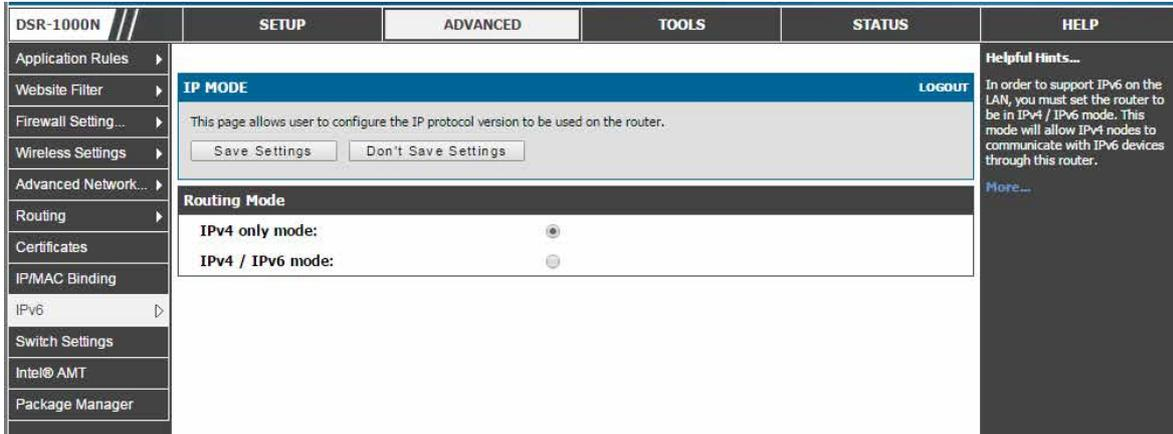 DSR-1000N
SETUP
ADVANCED
TOOLS
STATUS
HELP
Application Rules
Website Filter
Firewall Setting...
Wireless Settings
Advanced Network...
Routing
Certificates
IP/MAC Binding
IPv6
Switch Settings
Intel® AMT
Package Manager
IP MODE
LOGOUT
This page allows user to configure the IP protocol version to be used on the router.
Save Settings
Don't Save Settings
Routing Mode
IPv4 only mode:
IPv4 / IPv6 mode:
Helpful Hints...
In order to support IPv6 on the
LAN, you must set the router to
be in IPv4 / IPv6 mode. This
mode will allow IPv4 nodes to
communicate with IPv6 devices
through this router.
More...